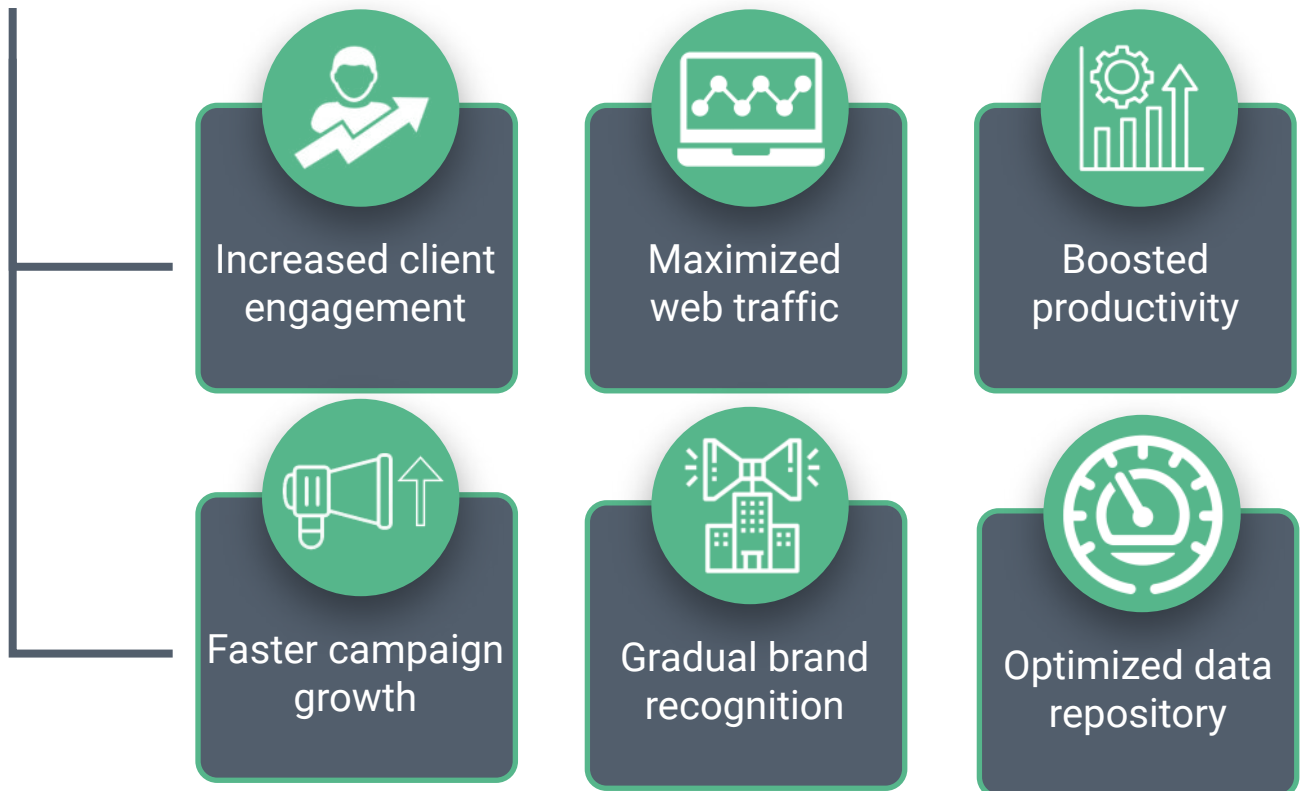 Increased client
engagement
Maximized
web traffic
Boosted
productivity
Faster campaign
growth
Gradual brand
recognition
Optimized data
repository